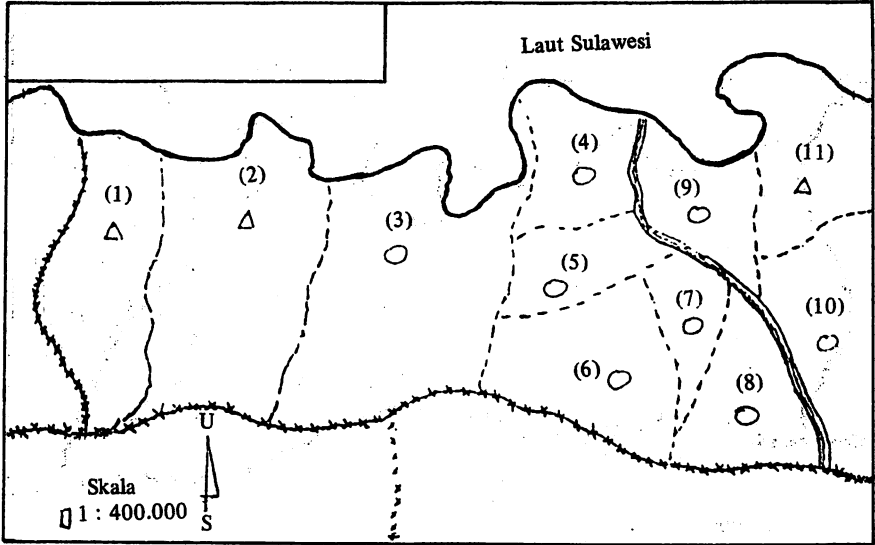 Laut Sulawesi
(4)
(11)
(2)
(1)
(9)
(3)
(5)
(7)
(10)
(6)
(8)
U
Skala
1 : 400.000
S